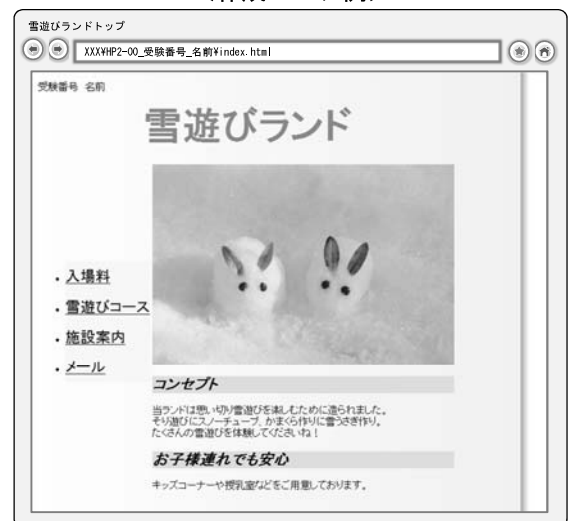 雪遊びランドトップ
XXX¥HP2-00_受験番号_名前¥index.html
受験番号 名前
雪遊びランド
・入場料
・雪遊びコース
・施設案内
・メール
コンセプト
当ランドは思い切り雪遊びを楽しむために造られました。
そり遊びにスノーチューブ、かまくら作りに雪うさぎ作り。
たくさんの雪遊びを体験してくださいね！
お子様連れでも安心
キッズコーナーや授乳室などをご用意しております。